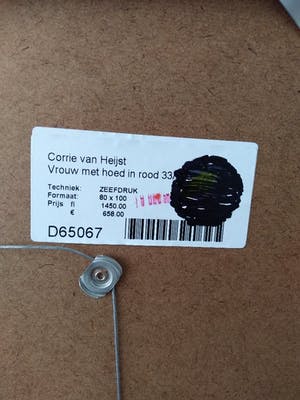 Corrie van Heijst
Vrouw met hoed in rood 33
Techniek: ZEEFDRUK
Formaat: 80 x 100
Prijs fl 1450.00
€ 658.00
D65067